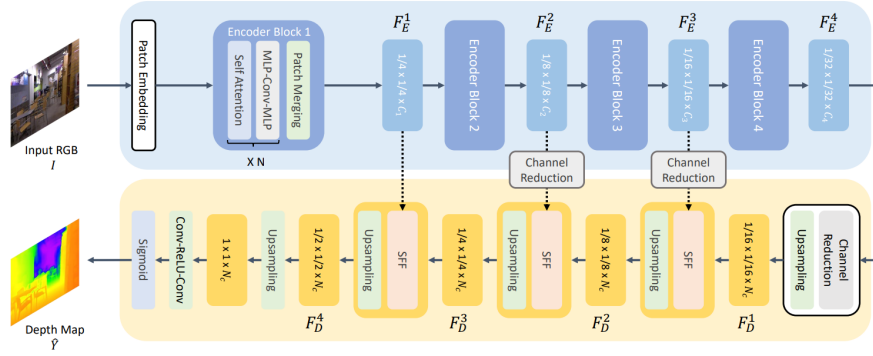 F_E^1
F_E^2
F_E^3
F_E^4
Input RGB
I
Patch Embedding
Encoder Block 1
Self Attention
MLP-Conv-MLP
Patch Merging
X N
1/4 x 1/4 x C_1
Encoder Block 2
1/8 x 1/8 x C_2
Encoder Block 3
1/16 x 1/16 x C_3
Encoder Block 4
1/32 x 1/32 x C_4
Channel
Reduction
Channel
Reduction
Depth Map
Ŷ
Sigmoid
Conv-ReLU-Conv
1 x 1 x N_c
Upsampling
1/2 x 1/2 x N_c
Upsampling
SFF
1/4 x 1/4 x N_c
Upsampling
SFF
1/8 x 1/8 x N_c
Upsampling
SFF
1/16 x 1/16 x N_c
Upsampling
Channel
Reduction
F_D^4
F_D^3
F_D^2
F_D^1